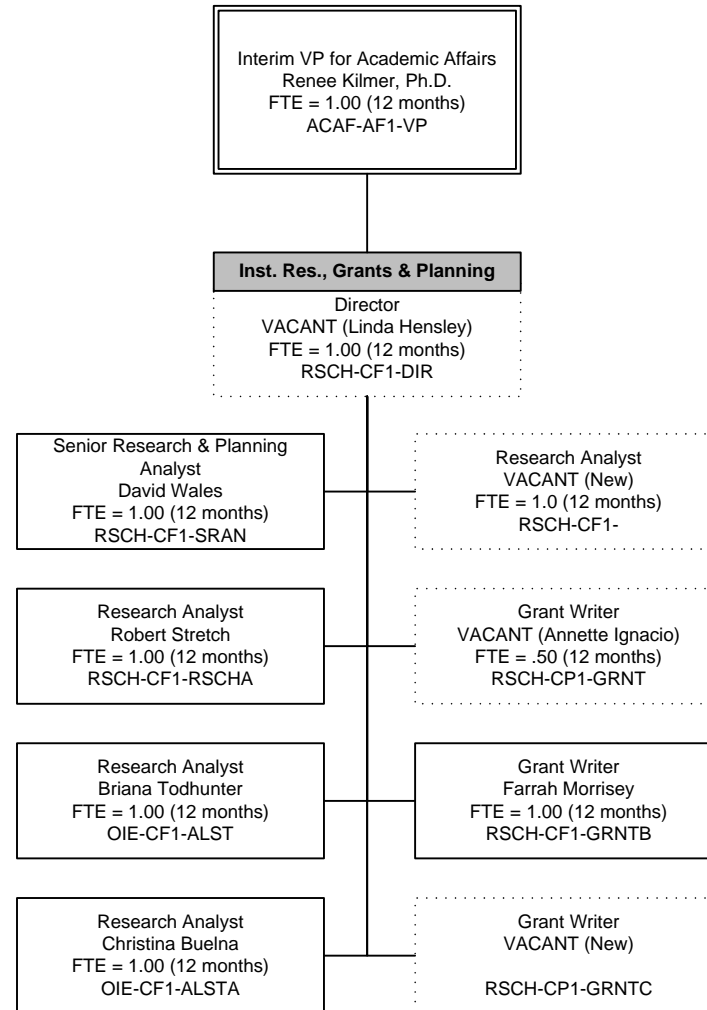 Interim VP for Academic Affairs
Renee Kilmer, Ph.D.
FTE = 1.00 (12 months)
ACAF-AF1-VP
Inst. Res., Grants & Planning
Director
VACANT (Linda Hensley)
FTE = 1.00 (12 months)
RSCH-CF1-DIR
Senior Research & Planning
Analyst
David Wales
FTE = 1.00 (12 months)
RSCH-CF1-SRAN
Research Analyst
VACANT (New)
FTE = 1.0 (12 months)
RSCH-CF1-
Research Analyst
Robert Stretch
FTE = 1.00 (12 months)
RSCH-CF1-RSCHA
Grant Writer
VACANT (Annette Ignacio)
FTE = .50 (12 months)
RSCH-CP1-GRNT
Research Analyst
Briana Todhunter
FTE = 1.00 (12 months)
OIE-CF1-ALST
Grant Writer
Farrah Morrisey
FTE = 1.00 (12 months)
RSCH-CF1-GRNTB
Research Analyst
Christina Buelna
FTE = 1.00 (12 months)
OIE-CF1-ALSTA
Grant Writer
VACANT (New)
RSCH-CP1-GRNTC